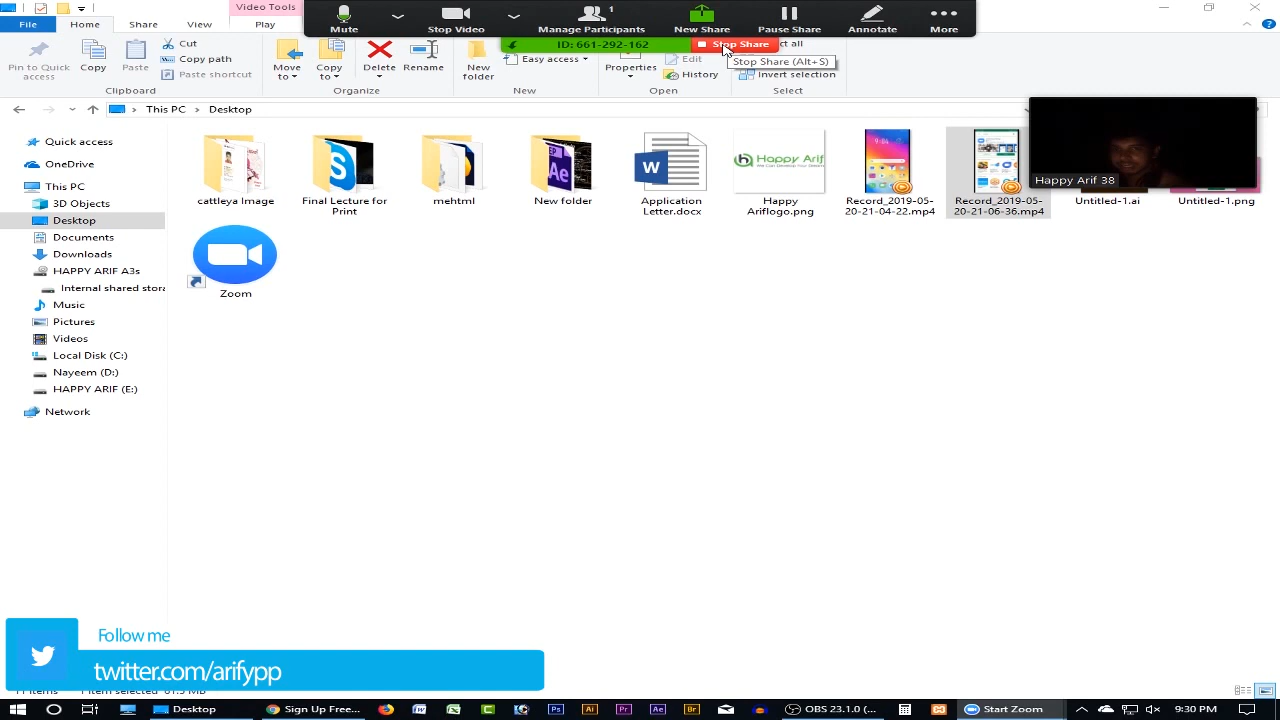 Video Tools
File
Home
Share
View
Play
Mute
Stop Video
Manage Participants
1
New Share
Pause Share
Annotate
More
ID: 661-292-162
Stop Share
Stop Share (Alt+S)
Pin to Quick access
Copy
Paste
Cut
Copy path
Paste shortcut
Clipboard
Move to
Copy to
Delete
Rename
Organize
New folder
Easy access
New
Properties
Edit
History
Open
ct all
Invert selection
Select
This PC > Desktop
Quick access
OneDrive
This PC
3D Objects
Desktop
Documents
Downloads
HAPPY ARIF A3s
Internal shared stora
Music
Pictures
Videos
Local Disk (C:)
Nayeem (D:)
HAPPY ARIF (E:)
Network
cattleya Image
Final Lecture for Print
mehtml
New folder
Application Letter.docx
Happy Arif
Happy Ariflogo.png
Record_2019-05-20-21-04-22.mp4
Record_2019-05-20-21-06-36.mp4
Untitled-1.ai
Untitled-1.png
Happy Arif 38
Zoom
Follow me
twitter.com/arifypp
Desktop
Sign Up Free...
OBS 23.1.0 (...
Start Zoom
9:30 PM